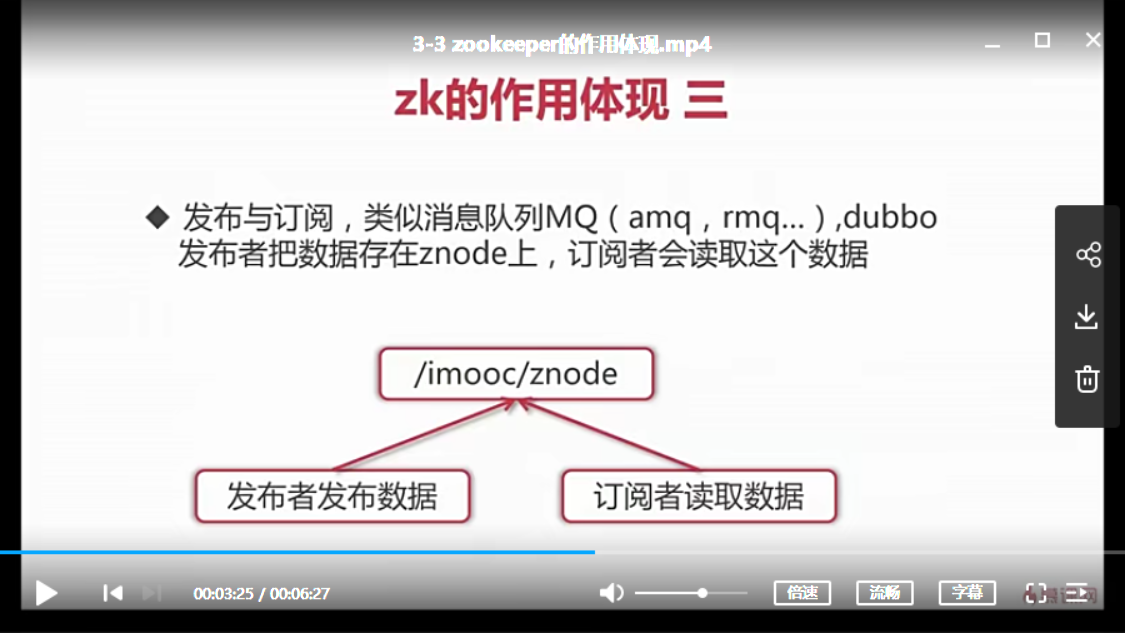 3-3 zookeeper的作用体现.mp4
zk的作用体现 三
◆ 发布与订阅，类似消息队列MQ（amq，rmq...）,dubbo
发布者把数据存在znode上，订阅者会读取这个数据
/imooc/znode
发布者发布数据
订阅者读取数据
00:03:25 / 00:06:27
倍速
流畅
字幕